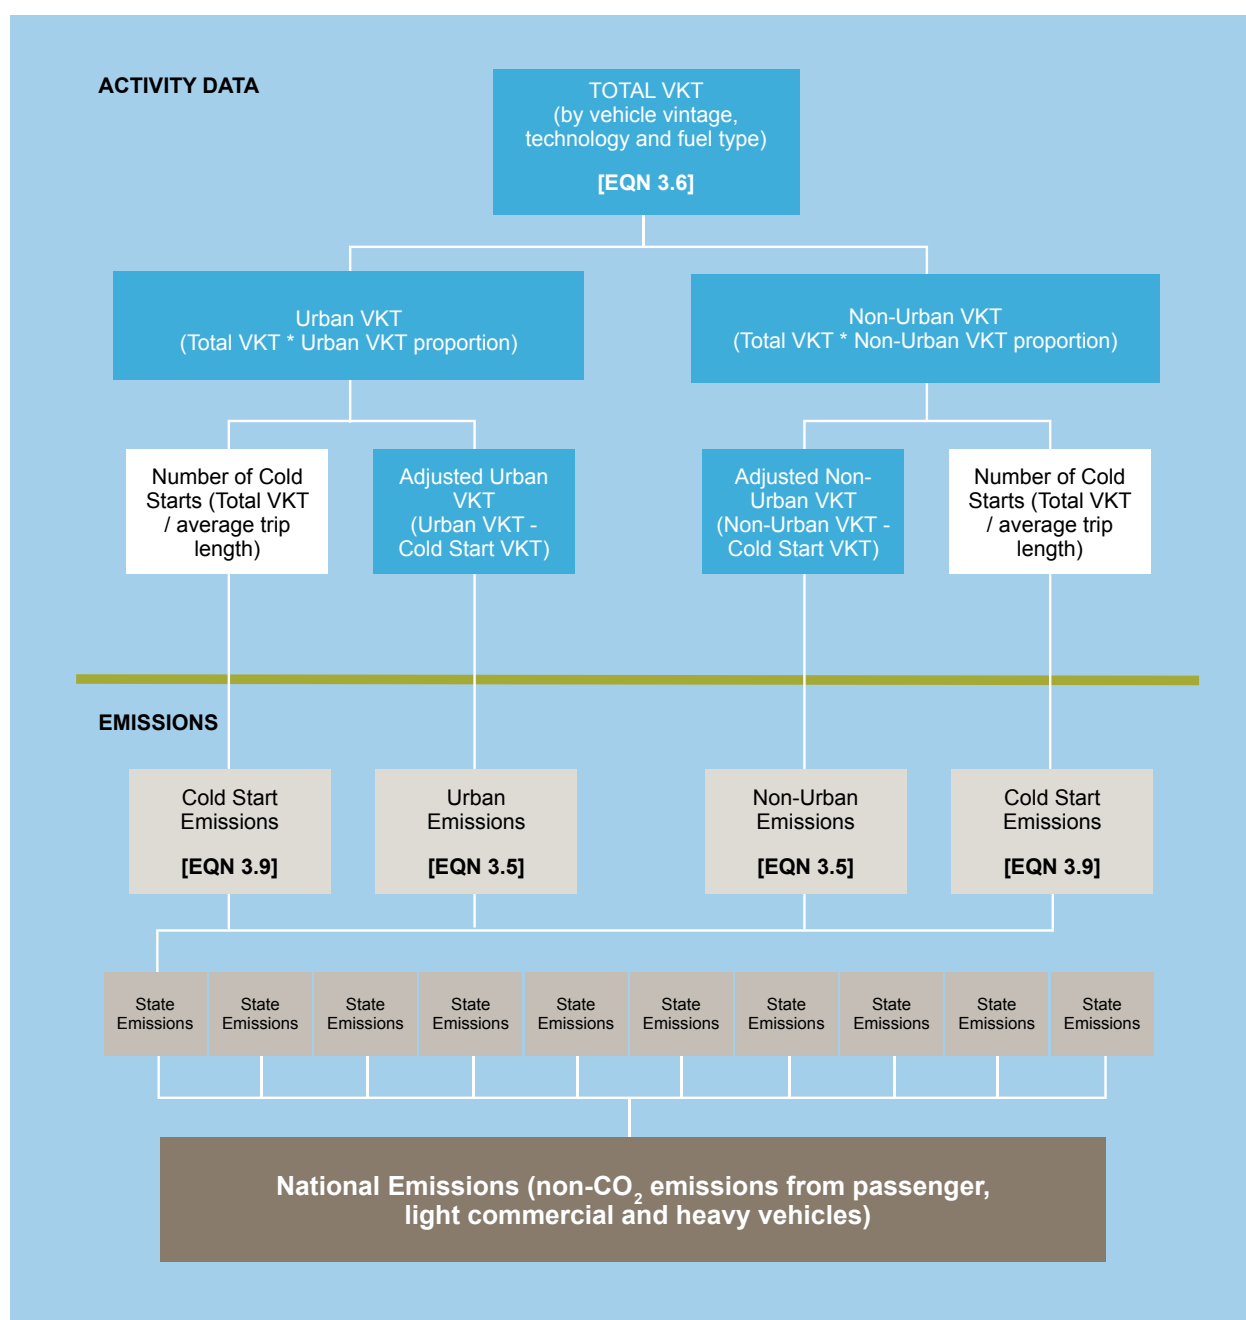 ACTIVITY DATA
TOTAL VKT
(by vehicle vintage,
technology and fuel type)
[EQN 3.6]
Urban VKT
(Total VKT * Urban VKT proportion)
Non-Urban VKT
(Total VKT * Non-Urban VKT proportion)
Number of Cold
Starts (Total VKT
/ average trip
length)
Adjusted Urban
VKT
(Urban VKT -
Cold Start VKT)
Adjusted Non-
Urban VKT
(Non-Urban VKT -
Cold Start VKT)
Number of Cold
Starts (Total VKT
/ average trip
length)
EMISSIONS
Cold Start
Emissions
[EQN 3.9]
Urban
Emissions
[EQN 3.5]
Non-Urban
Emissions
[EQN 3.5]
Cold Start
Emissions
[EQN 3.9]
State
Emissions
State
Emissions
State
Emissions
State
Emissions
State
Emissions
State
Emissions
State
Emissions
State
Emissions
State
Emissions
State
Emissions
National Emissions (non-CO₂ emissions from passenger,
light commercial and heavy vehicles)